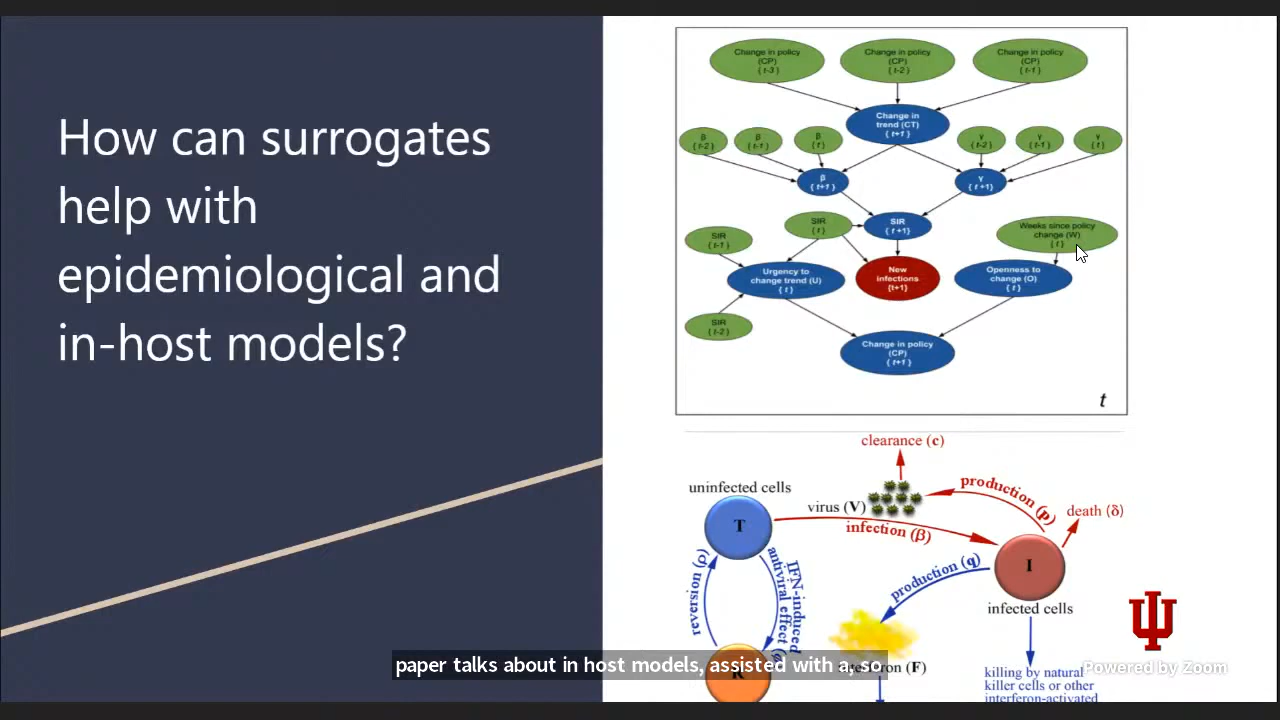 How can surrogates
help with
epidemiological and
in-host models?
Change in policy
(CP)
{ t-3 }
Change in policy
(CP)
{ t-2 }
Change in policy
(CP)
{ t-1 }
Change in
trend (CT)
{ t+1 }
β
{ t-2 }
β
{ t-1 }
β
{ t }
γ
{ t-2 }
γ
{ t-1 }
γ
{ t }
β
{ t+1 }
γ
{ t +1}
SIR
{ t-1 }
SIR
{ t }
SIR
{ t +1}
Weeks since policy
change (W)
{ t }
Urgency to
change trend (U)
{ t }
New
infections
{t+1}
Openness to
change (O)
{ t }
SIR
{ t-2 }
Change in policy
(CP)
{ t+1 }
t
clearance (c)
uninfected cells
T
virus (V)
infection (β)
production (p)
death (δ)
I
infected cells
production (q)
reversion (ρ)
IFN-induced
antiviral effect
R
(F)
killing by natural
killer cells or other
interferon-activated
paper talks about in host models, assisted with a, so
Powered by Zoom